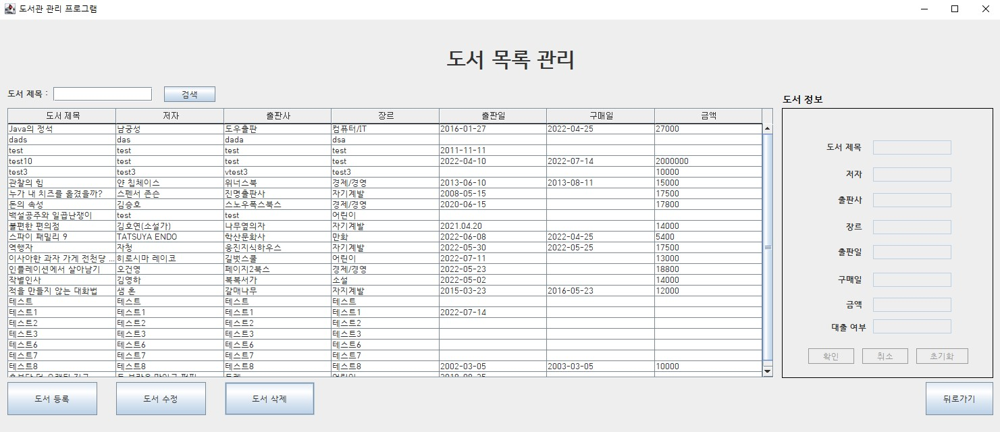 도서관 관리 프로그램
도서 목록 관리
도서 제목 : 검색
도서 정보
도서 제목 저자 출판사 장르 출판일 구매일 금액
Java의 정석 남궁성 도우출판 컴퓨터/IT 2016-01-27 2022-04-25 27000
dads das dada dsa
test test test test 2011-11-11
test10 test test test 2022-04-10 2022-07-14 2000000
test3 test3 vtest3 test3 10000
관찰의 힘 얀 칩체이스 위너스북 경제/경영 2013-06-10 2013-08-11 15000
누가 내 치즈를 옮겼을까? 스펜서 존슨 진명출판사 자기계발 2008-05-15 17500
돈의 속성 김승호 스노우폭스북스 경제/경영 2020-06-15 17800
백설공주와 일곱난쟁이 test test 어린이
불편한 편의점 김호연(소설가) 나무옆의자 자기계발 2021.04.20 14000
스파이 패밀리 9 TATSUYA ENDO 학산문화사 만화 2022-06-08 2022-04-25 5400
역행자 자청 웅진지식하우스 자기계발 2022-05-30 2022-05-25 17500
이사아한 과자 가게 전천당 ... 히로시마 레이코 길벗스쿨 어린이 2022-07-11 13000
인플레이션에서 살아남기 오건영 페이지2북스 경제/경영 2022-05-23 18800
작별인사 김영하 복복서가 소설 2022-05-02 14000
적을 만들지 않는 대화법 샘 혼 갈매나무 자지계발 2015-03-23 2016-05-23 12000
테스트 테스트 테스트 테스트
테스트1 테스트1 테스트1 테스트1 2022-07-14
테스트2 테스트2 테스트2 테스트2
테스트3 테스트3 테스트3 테스트3
테스트6 테스트6 테스트6 테스트6
테스트7 테스트7 테스트7 테스트7
테스트8 테스트8 테스트8 테스트8 2002-03-05 2003-03-05 10000
도서 제목
저자
출판사
장르
출판일
구매일
금액
대출 여부
확인 취소 초기화
도서 등록 도서 수정 도서 삭제 뒤로가기